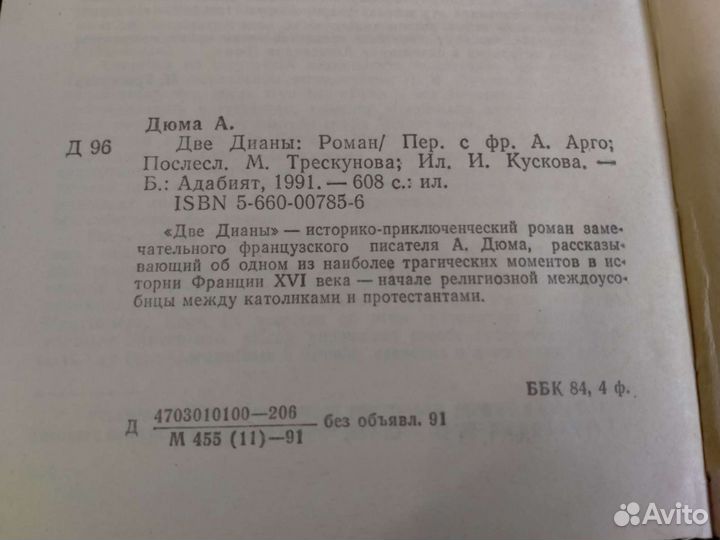 Дюма А.
Д 96
Две Дианы: Роман/ Пер. с фр. А. Арго;
Послесл. М. Трескунова; Ил. И. Кускова. —
Б.: Адабият, 1991. — 608 с.: ил.
ISBN 5-660-00785-6
«Две Дианы» — историко-приключенческий роман заме-
чательного французского писателя А. Дюма, рассказы-
вающий об одном из наиболее трагических моментов в ис-
тории Франции XVI века — начале религиозной междоусо-
бицы между католиками и протестантами.
ББК 84, 4 ф.
Д 4703010100—206
М 455 (11)—91 без объявл. 91
Avito